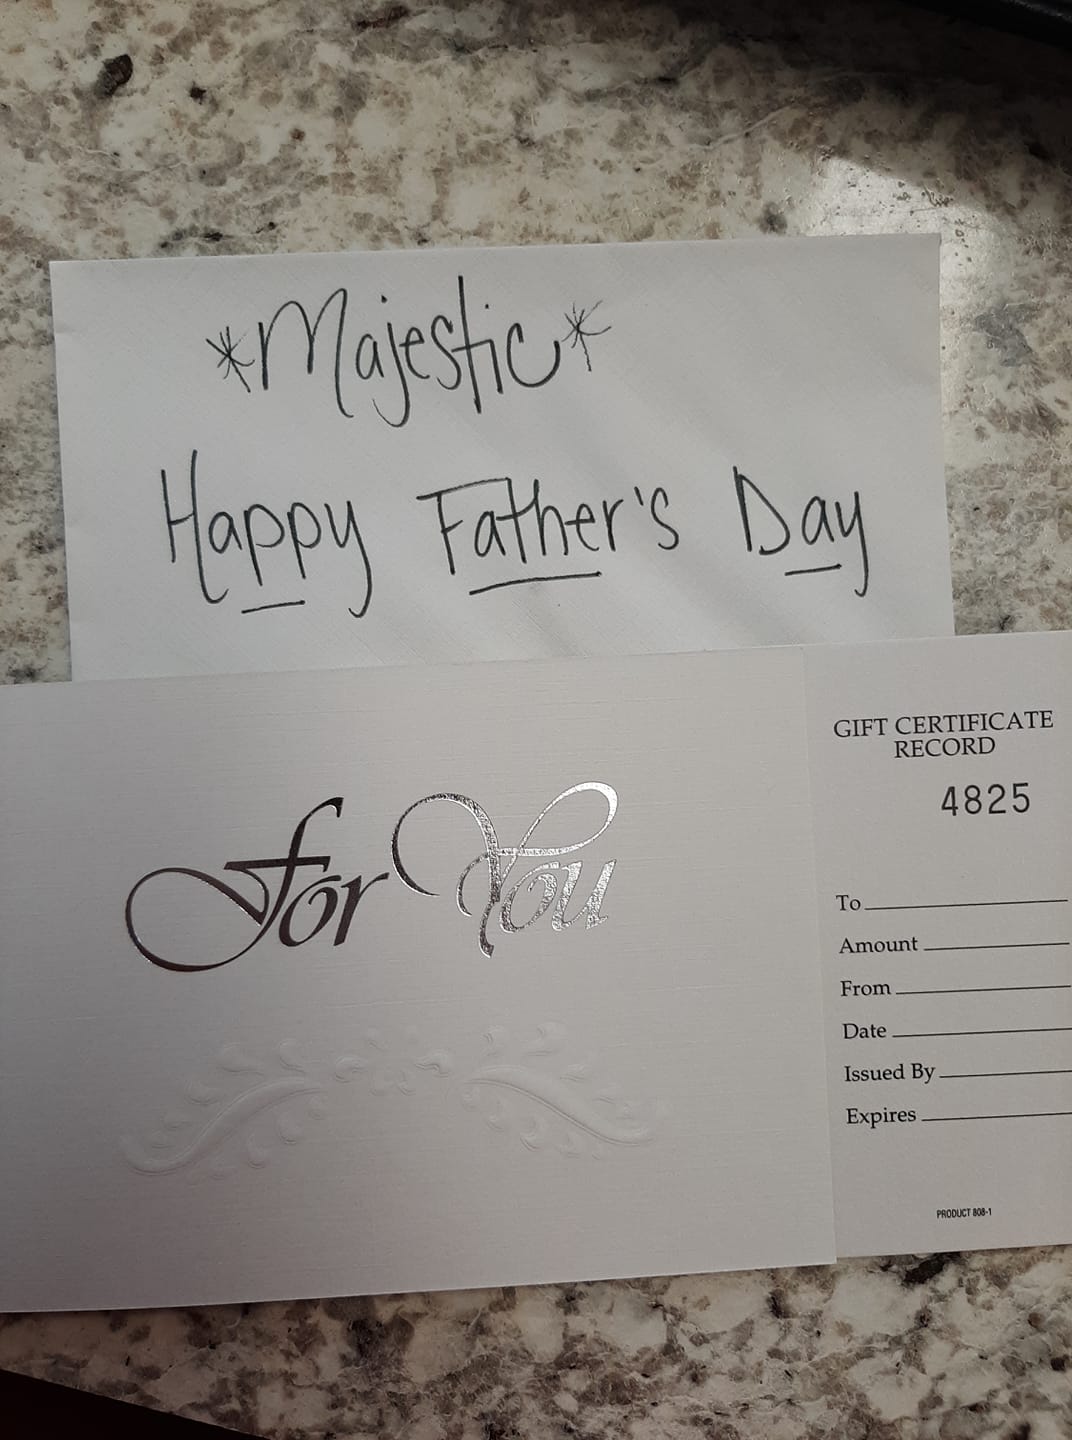 *Majestic*
Happy Father's Day
For You
GIFT CERTIFICATE
RECORD
4825
To
Amount
From
Date
Issued By
Expires
PRODUCT 808-1